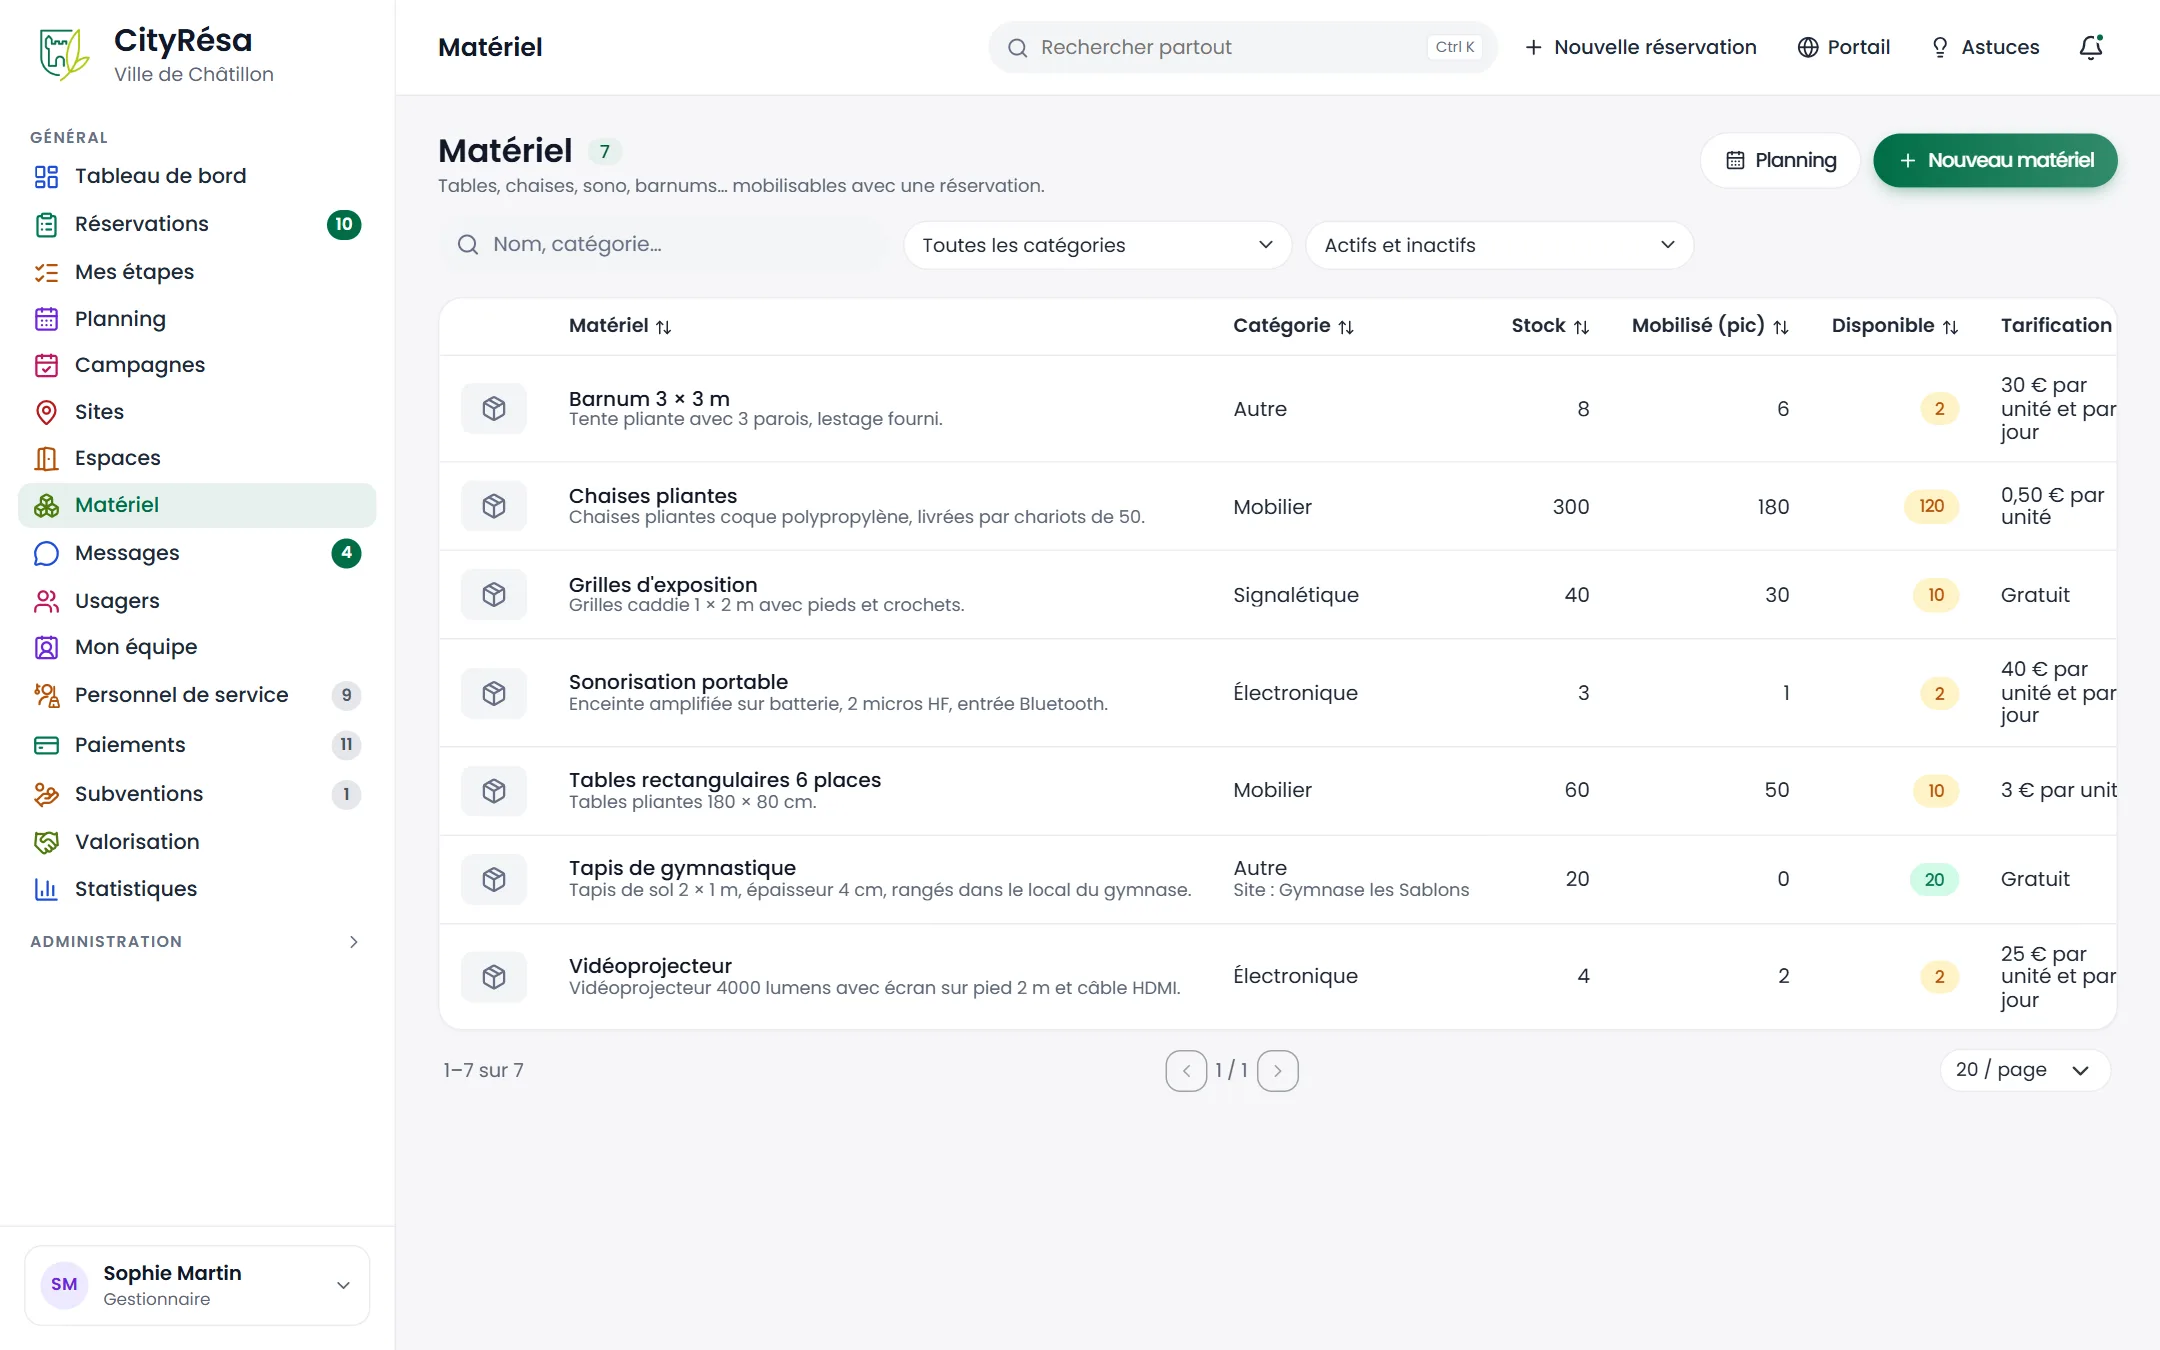 CityRésa
Ville de Châtillon
GÉNÉRAL
Tableau de bord
Réservations 10
Mes étapes
Planning
Campagnes
Sites
Espaces
Matériel
Messages 4
Usagers
Mon équipe
Personnel de service 9
Paiements 11
Subventions 1
Valorisation
Statistiques
ADMINISTRATION
SM
Sophie Martin
Gestionnaire
Matériel
Rechercher partout Ctrl K
Nouvelle réservation
Portail
Astuces
Matériel 7
Tables, chaises, sono, barnums... mobilisables avec une réservation.
Planning
Nouveau matériel
Nom, catégorie...
Toutes les catégories
Actifs et inactifs
Matériel Catégorie Stock Mobilisé (pic) Disponible Tarification
Barnum 3 × 3 m
Tente pliante avec 3 parois, lestage fourni.
Autre
8
6
2
30 € par
unité et par
jour
Chaises pliantes
Chaises pliantes coque polypropylène, livrées par chariots de 50.
Mobilier
300
180
120
0,50 € par
unité
Grilles d'exposition
Grilles caddie 1 × 2 m avec pieds et crochets.
Signalétique
40
30
10
Gratuit
Sonorisation portable
Enceinte amplifiée sur batterie, 2 micros HF, entrée Bluetooth.
Électronique
3
1
2
40 € par
unité et par
jour
Tables rectangulaires 6 places
Tables pliantes 180 × 80 cm.
Mobilier
60
50
10
3 € par unit
Tapis de gymnastique
Tapis de sol 2 × 1 m, épaisseur 4 cm, rangés dans le local du gymnase.
Autre
Site : Gymnase les Sablons
20
0
20
Gratuit
Vidéoprojecteur
Vidéoprojecteur 4000 lumens avec écran sur pied 2 m et câble HDMI.
Électronique
4
2
2
25 € par
unité et par
jour
1–7 sur 7
1 / 1
20 / page